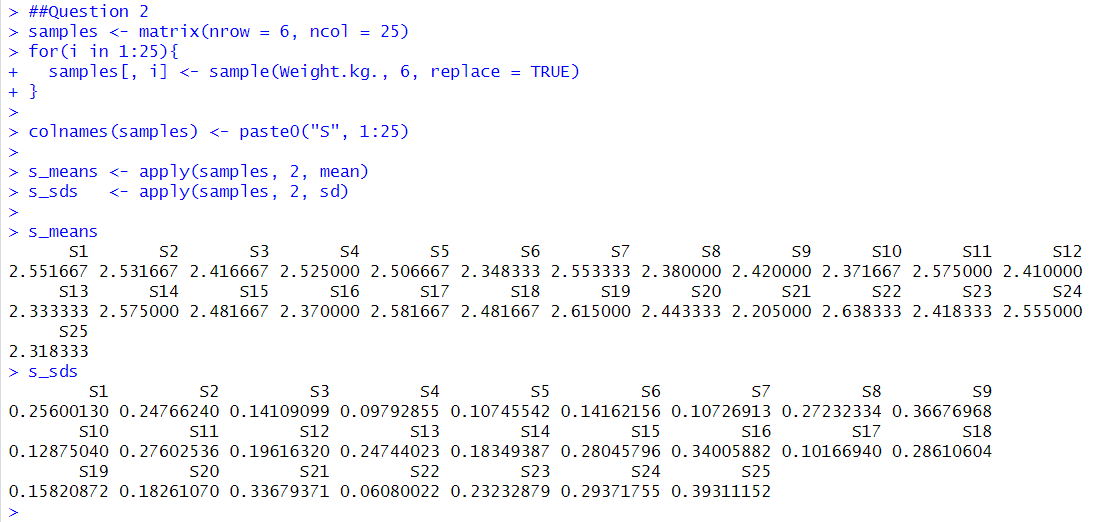 > ##Question 2
> samples <- matrix(nrow = 6, ncol = 25)
> for(i in 1:25){
+   samples[, i] <- sample(Weight.kg., 6, replace = TRUE)
+ }
>
> colnames(samples) <- paste0("S", 1:25)
>
> s_means <- apply(samples, 2, mean)
> s_sds   <- apply(samples, 2, sd)
>
> s_means
      S1       S2       S3       S4       S5       S6       S7       S8       S9      S10      S11      S12
2.551667 2.531667 2.416667 2.525000 2.506667 2.348333 2.553333 2.380000 2.420000 2.371667 2.575000 2.410000
     S13      S14      S15      S16      S17      S18      S19      S20      S21      S22      S23      S24
2.333333 2.575000 2.481667 2.370000 2.581667 2.481667 2.615000 2.443333 2.205000 2.638333 2.418333 2.555000
     S25
2.318333
> s_sds
        S1         S2         S3         S4         S5         S6         S7         S8         S9
0.25600130 0.24766240 0.14109099 0.09792855 0.10745542 0.14162156 0.10726913 0.27232334 0.36676968
       S10        S11        S12        S13        S14        S15        S16        S17        S18
0.12875040 0.27602536 0.19616320 0.24744023 0.18349387 0.28045796 0.34005882 0.10166940 0.28610604
       S19        S20        S21        S22        S23        S24        S25
0.15820872 0.18261070 0.33679371 0.06080022 0.23232879 0.29371755 0.39311152
>